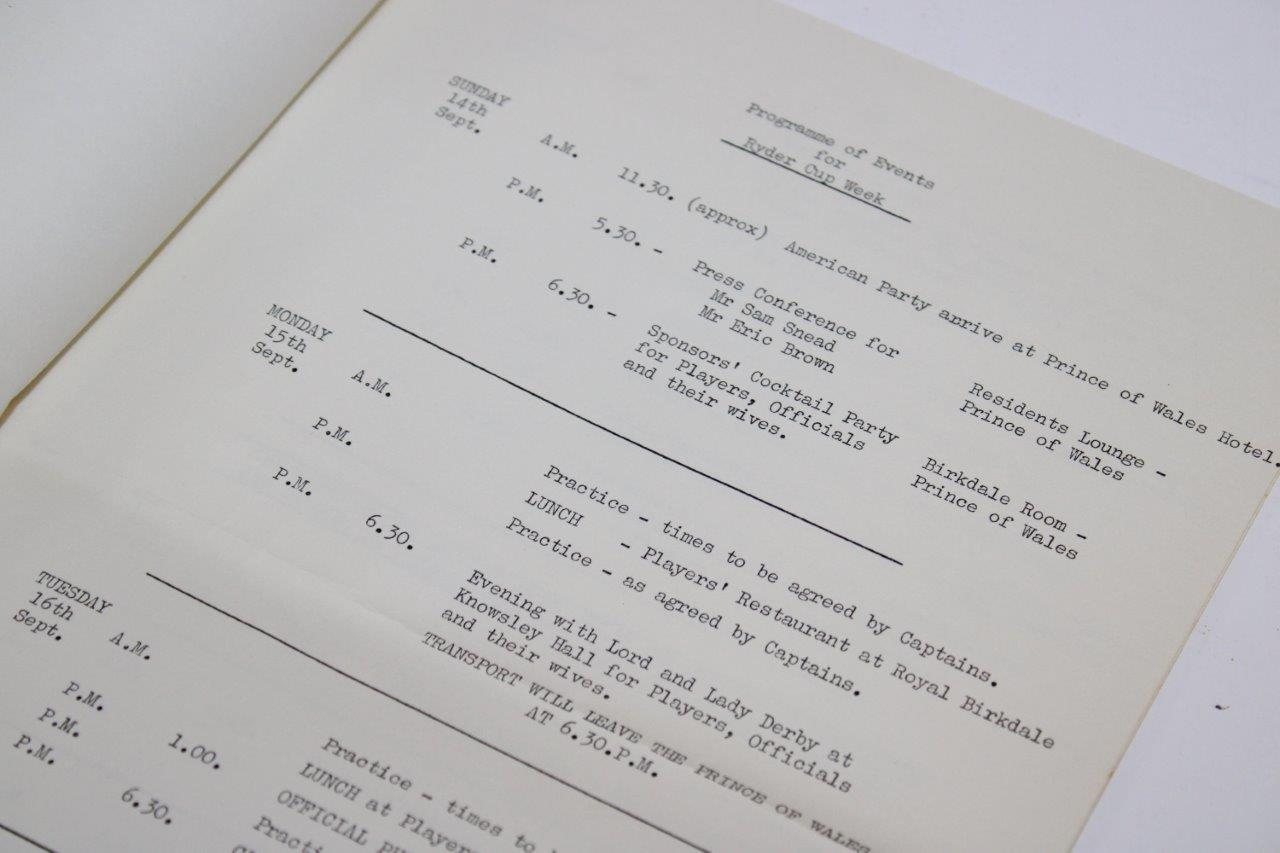 Programme of Events
for
Ryder Cup Week
SUNDAY
14th
Sept.
A.M. 11.30. (approx) American Party arrive at Prince of Wales Hotel.
P.M. 5.30. - Press Conference for Residents Lounge -
Mr Sam Snead Prince of Wales
Mr Eric Brown
P.M. 6.30. - Sponsors' Cocktail Party Birkdale Room -
for Players, Officials Prince of Wales
and their wives.
MONDAY
15th
Sept.
A.M. Practice - times to be agreed by Captains.
P.M. LUNCH - Players' Restaurant at Royal Birkdale
P.M. Practice - as agreed by Captains.
6.30. Evening with Lord and Lady Derby at
Knowsley Hall for Players, Officials
and their wives.
TRANSPORT WILL LEAVE THE PRINCE OF WALES
AT 6.30.P.M.
TUESDAY
16th
Sept.
A.M. Practice - times to
P.M. 1.00. LUNCH at Players
P.M. OFFICIAL
P.M. 6.30.